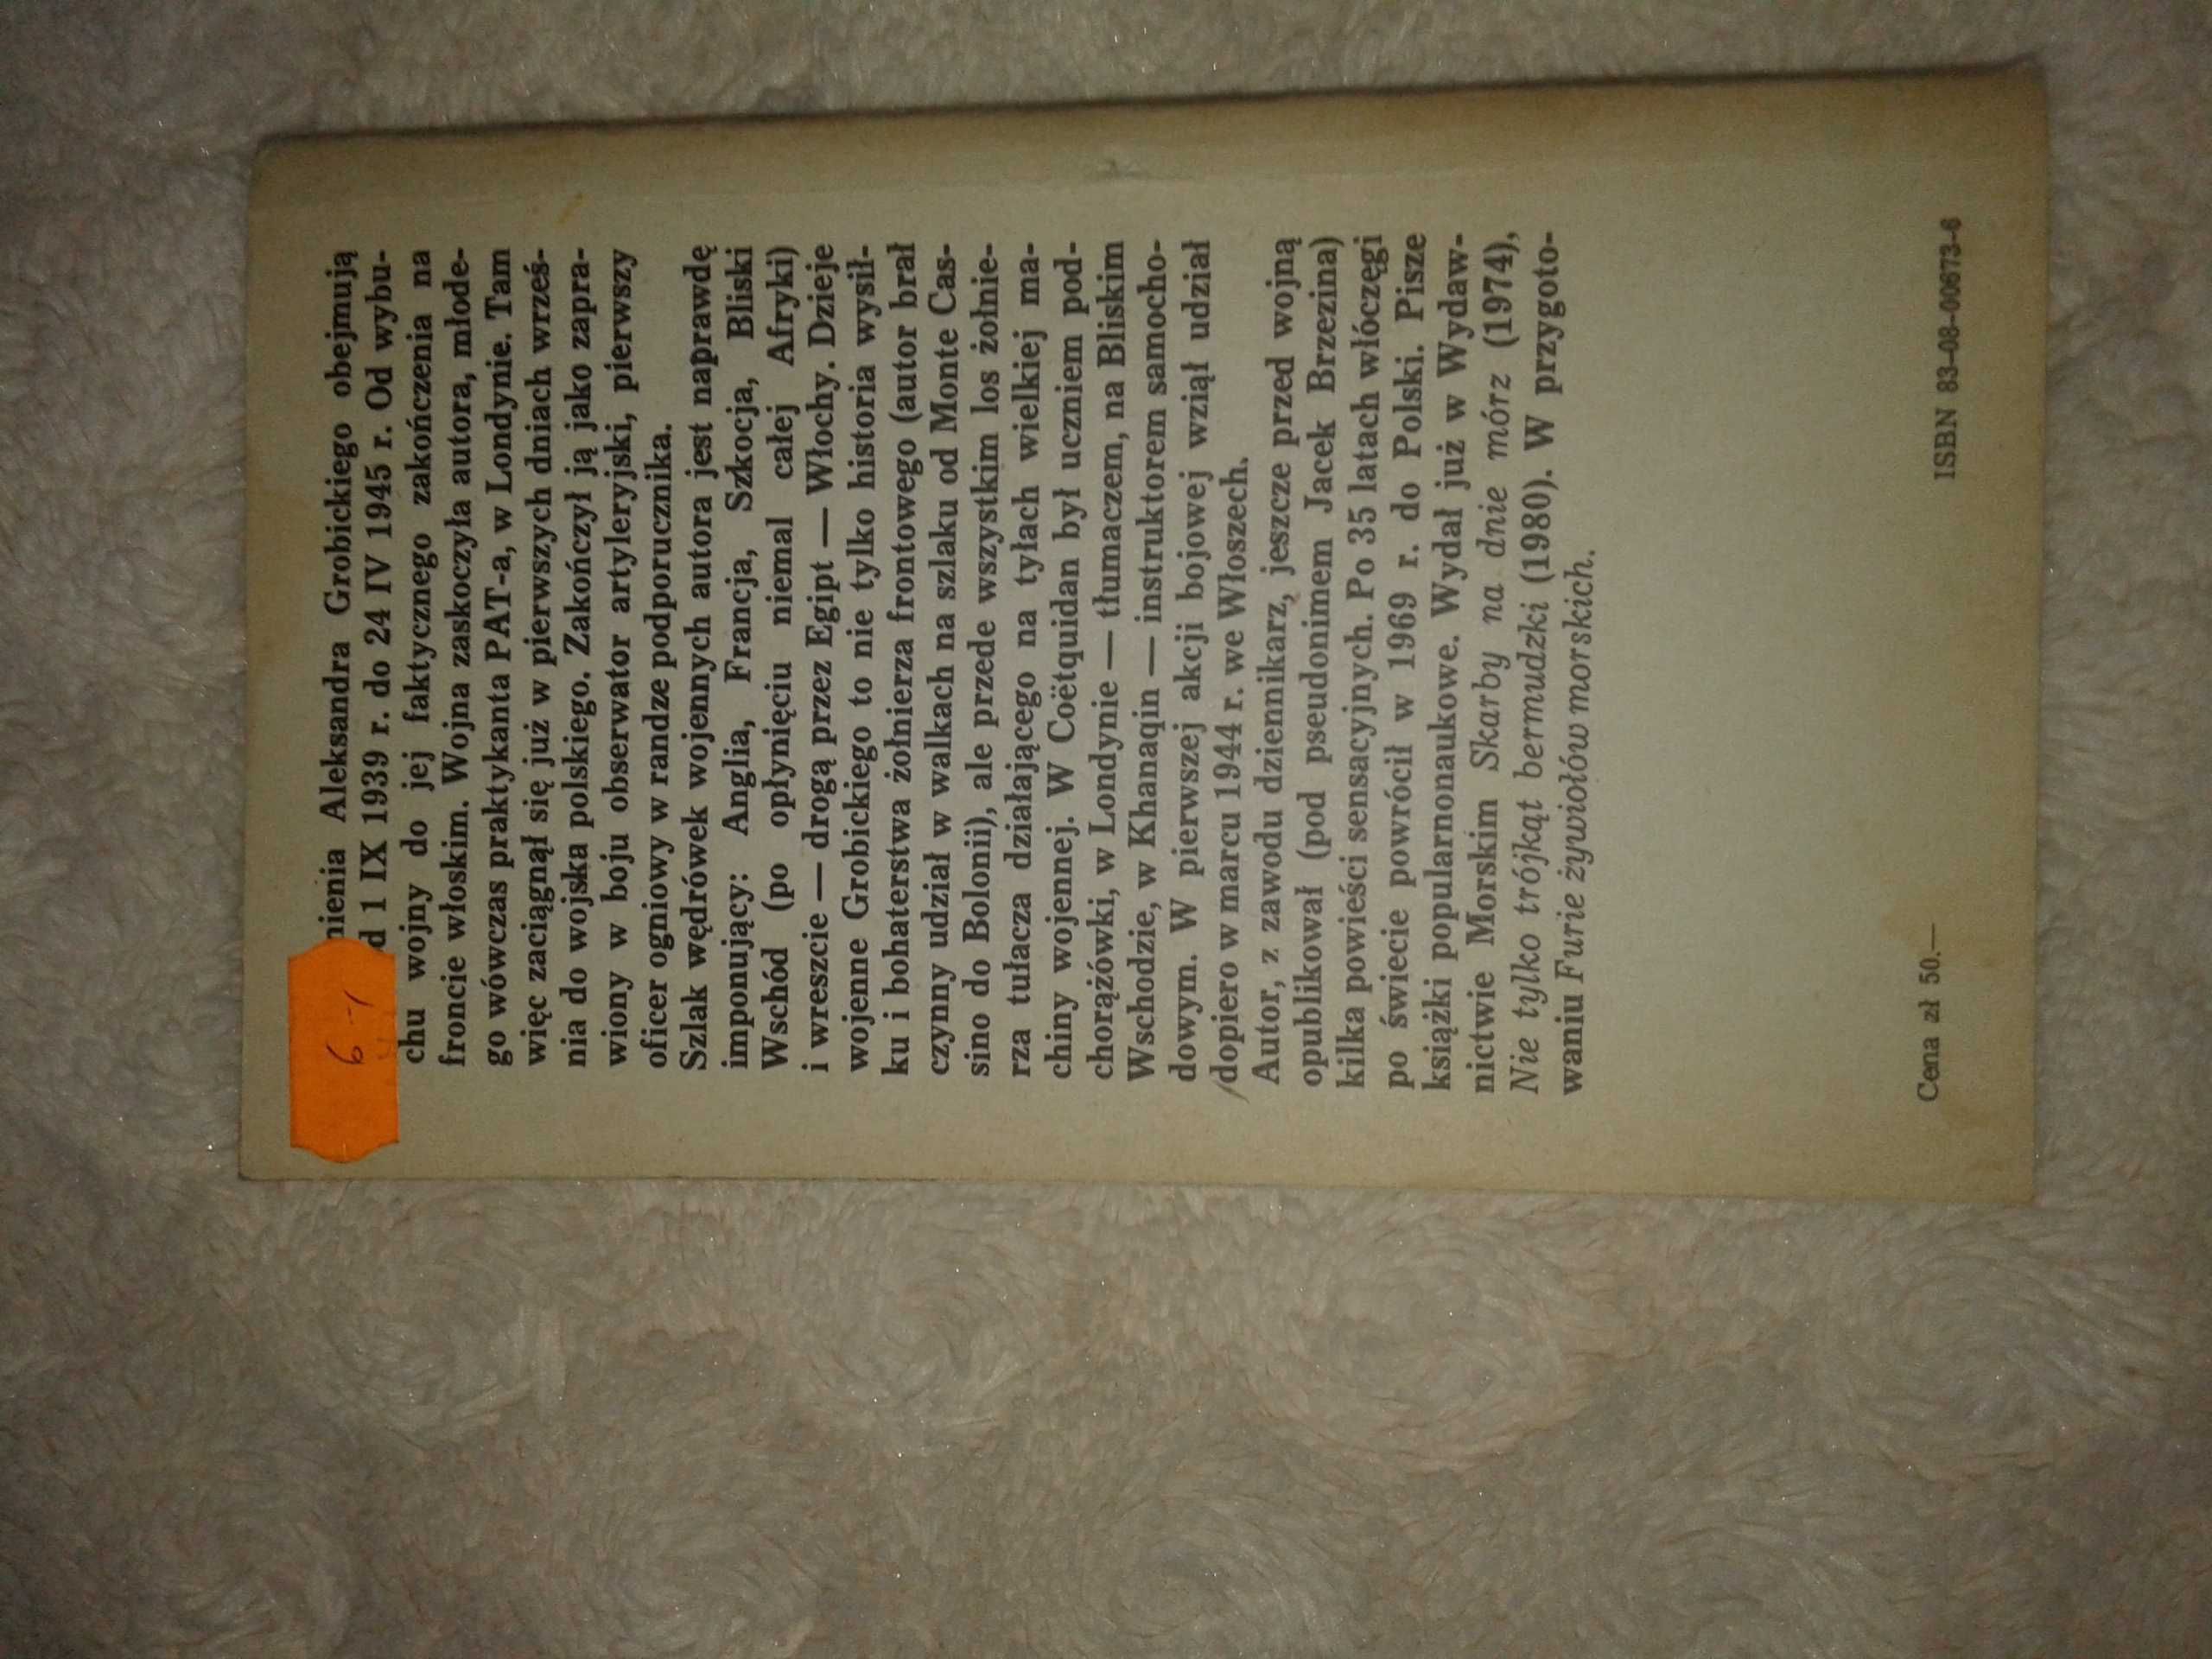 6 -
nienia Aleksandra Grobickiego obejmują
d 1 IX 1939 r. do 24 IV 1945 r. Od wybu-
chu wojny do jej faktycznego zakończenia na
froncie włoskim. Wojna zaskoczyła autora, młode-
go wówczas praktykanta PAT-a, w Londynie. Tam
więc zaciągnął się już w pierwszych dniach wrześ-
nia do wojska polskiego. Zakończył ją jako zapra-
wiony w boju obserwator artyleryjski, pierwszy
oficer ogniowy w randze podporucznika.
Szlak wędrówek wojennych autora jest naprawdę
imponujący: Anglia, Francja, Szkocja, Bliski
Wschód (po opłynięciu niemal całej Afryki)
i wreszcie — drogą przez Egipt — Włochy. Dzieje
wojenne Grobickiego to nie tylko historia wysił-
ku i bohaterstwa żołnierza frontowego (autor brał
czynny udział w walkach na szlaku od Monte Cas-
sino do Bolonii), ale przede wszystkim los żołnie-
rza tułacza działającego na tyłach wielkiej ma-
chiny wojennej. W Coëtquidan był uczniem pod-
chorążówki, w Londynie — tłumaczem, na Bliskim
Wschodzie, w Khanaqin — instruktorem samocho-
dowym. W pierwszej akcji bojowej wziął udział
dopiero w marcu 1944 r. we Włoszech.
Autor, z zawodu dziennikarz, jeszcze przed wojną
opublikował (pod pseudonimem Jacek Brzezina)
kilka powieści sensacyjnych. Po 35 latach włóczęgi
po świecie powrócił w 1969 r. do Polski. Pisze
książki popularnonaukowe. Wydał już w Wydaw-
nictwie Morskim Skarby na dnie mórz (1974),
Nie tylko trójkąt bermudzki (1980). W przygoto-
waniu Furie żywiołów morskich.
Cena zł 50.—
ISBN 83-08-00673-6